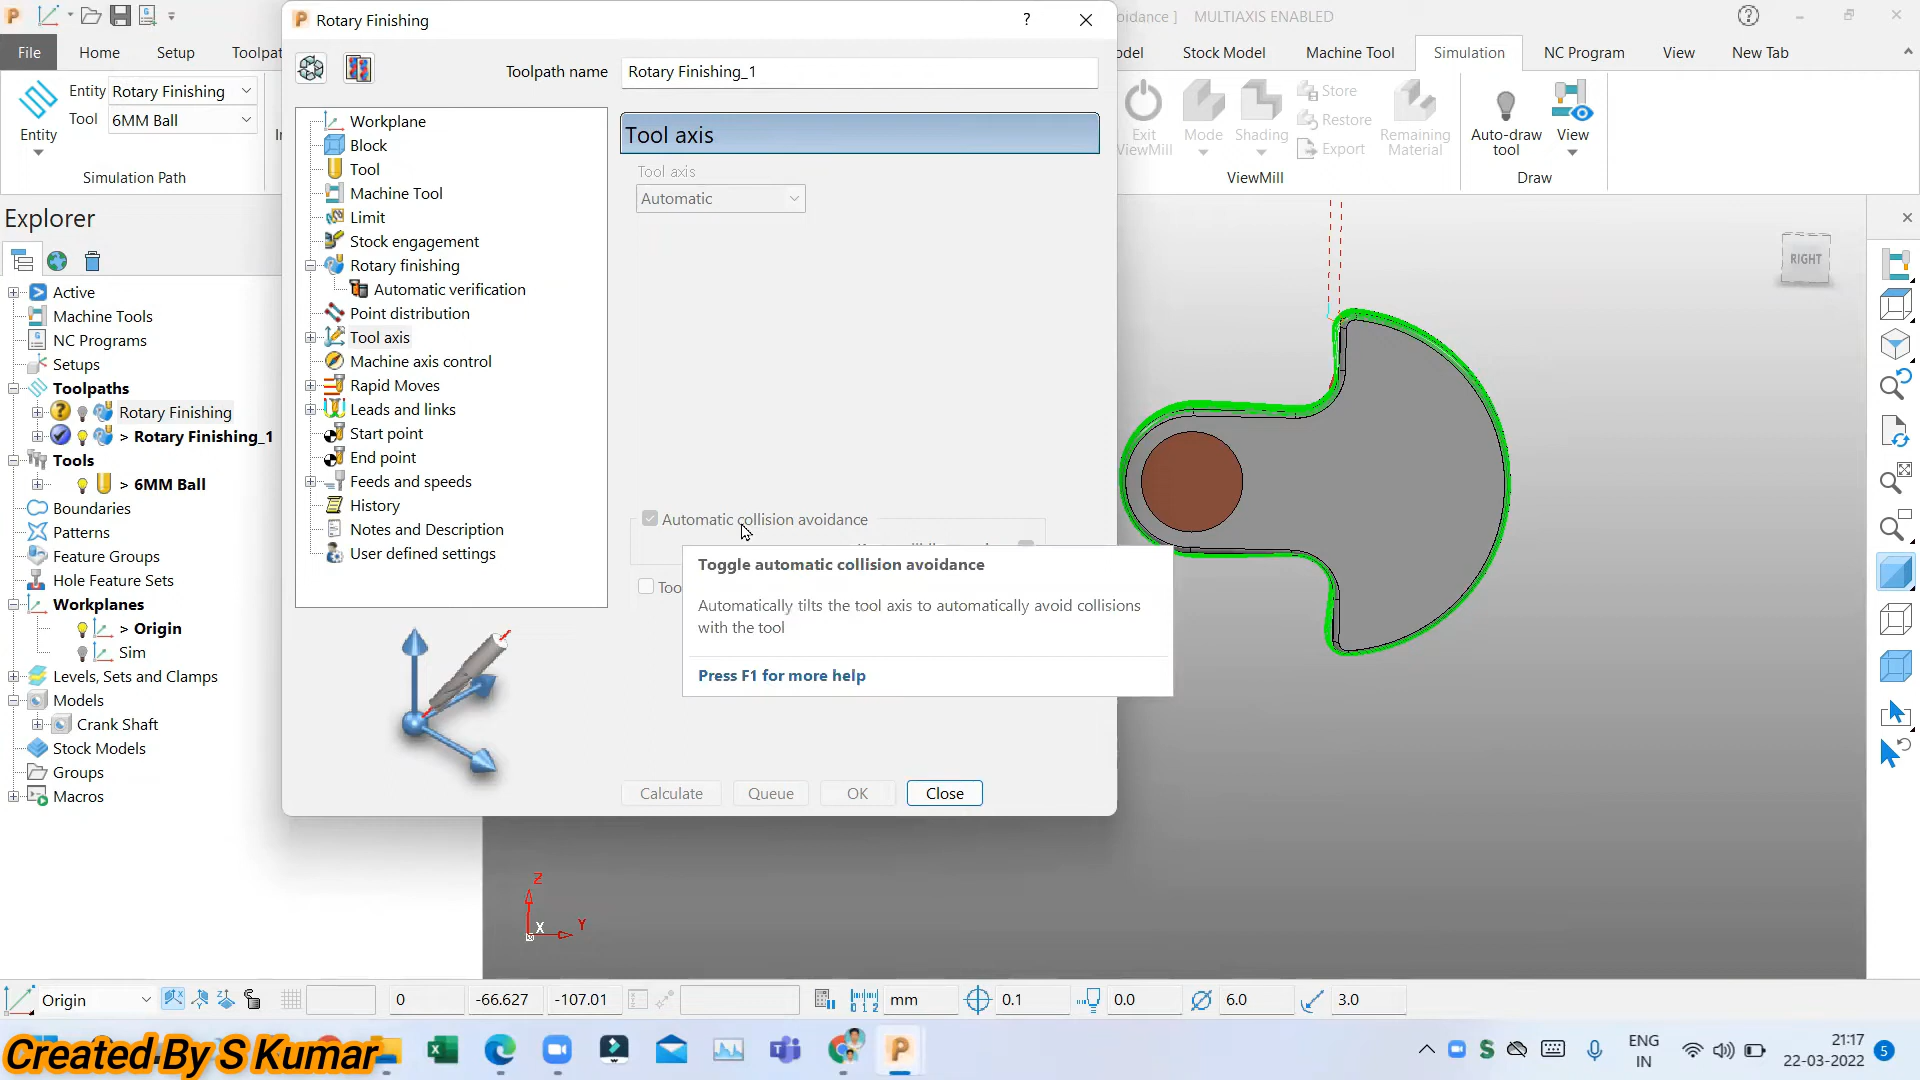 Rotary Finishing
?
oidance ] MULTIAXIS ENABLED
File
Home
Setup
Toolpat
odel
Stock Model
Machine Tool
Simulation
NC Program
View
New Tab
Entity Rotary Finishing
Tool 6MM Ball
Entity
Simulation Path
Toolpath name Rotary Finishing_1
Exit
ViewMill
Mode
Shading
Store
Restore
Export
Remaining
Material
ViewMill
Auto-draw
tool
View
Draw
Explorer
Active
Machine Tools
NC Programs
Setups
Toolpaths
Rotary Finishing
> Rotary Finishing_1
Tools
> 6MM Ball
Boundaries
Patterns
Feature Groups
Hole Feature Sets
Workplanes
> Origin
Sim
Levels, Sets and Clamps
Models
Crank Shaft
Stock Models
Groups
Macros
Workplane
Block
Tool
Machine Tool
Limit
Stock engagement
Rotary finishing
Automatic verification
Point distribution
Tool axis
Machine axis control
Rapid Moves
Leads and links
Start point
End point
Feeds and speeds
History
Notes and Description
User defined settings
Tool axis
Tool axis
Automatic
Automatic collision avoidance
Too
Toggle automatic collision avoidance
Automatically tilts the tool axis to automatically avoid collisions
with the tool
Press F1 for more help
Calculate
Queue
OK
Close
RIGHT
Z
X
Y
Origin
0
-66.627
-107.01
mm
0.1
0.0
6.0
3.0
Created By S Kumar
ENG
IN
21:17
22-03-2022
5